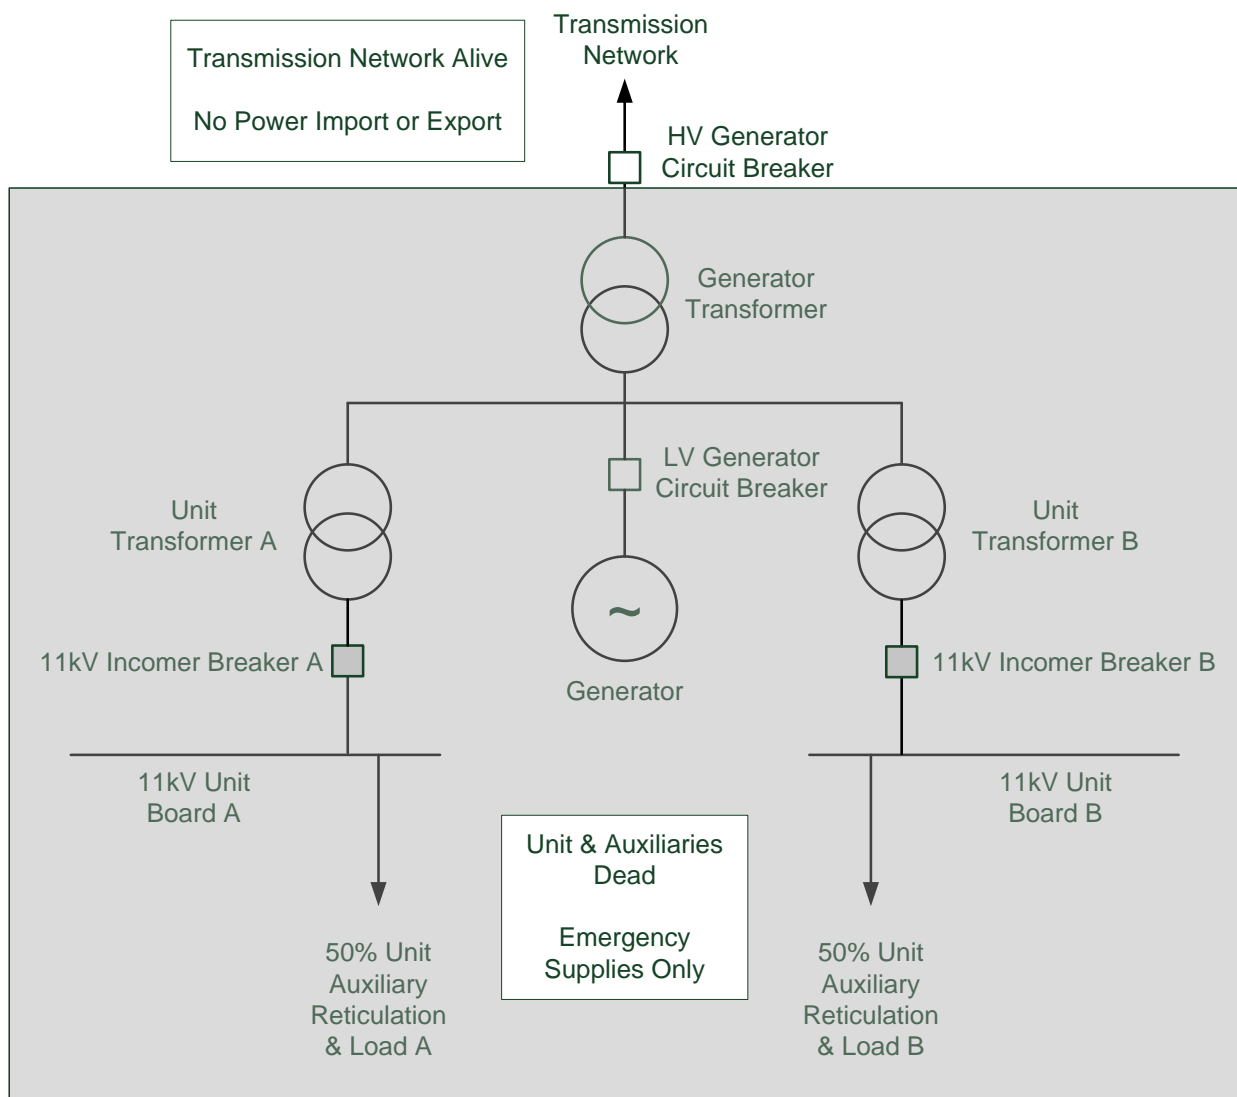 Transmission Network Alive
No Power Import or Export
Transmission
Network
HV Generator
Circuit Breaker
Generator
Transformer
LV Generator
Circuit Breaker
Unit
Transformer A
Unit
Transformer B
~
11kV Incomer Breaker A
11kV Incomer Breaker B
Generator
11kV Unit
Board A
11kV Unit
Board B
Unit & Auxiliaries
Dead
Emergency
Supplies Only
50% Unit
Auxiliary
Reticulation
& Load A
50% Unit
Auxiliary
Reticulation
& Load B